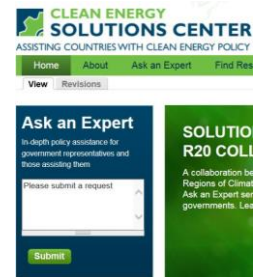 CLEAN ENERGY
SOLUTIONS CENTER
ASSISTING COUNTRIES WITH CLEAN ENERGY POLICY
Home About Ask an Expert Find Res
View Revisions
Ask an Expert
In-depth policy assistance for
government representatives and
those assisting them
Please submit a request
Submit
SOLUTIO
R20 COLL
A collaboration be
Regions of Climat
Ask an Expert ser
governments. Lea